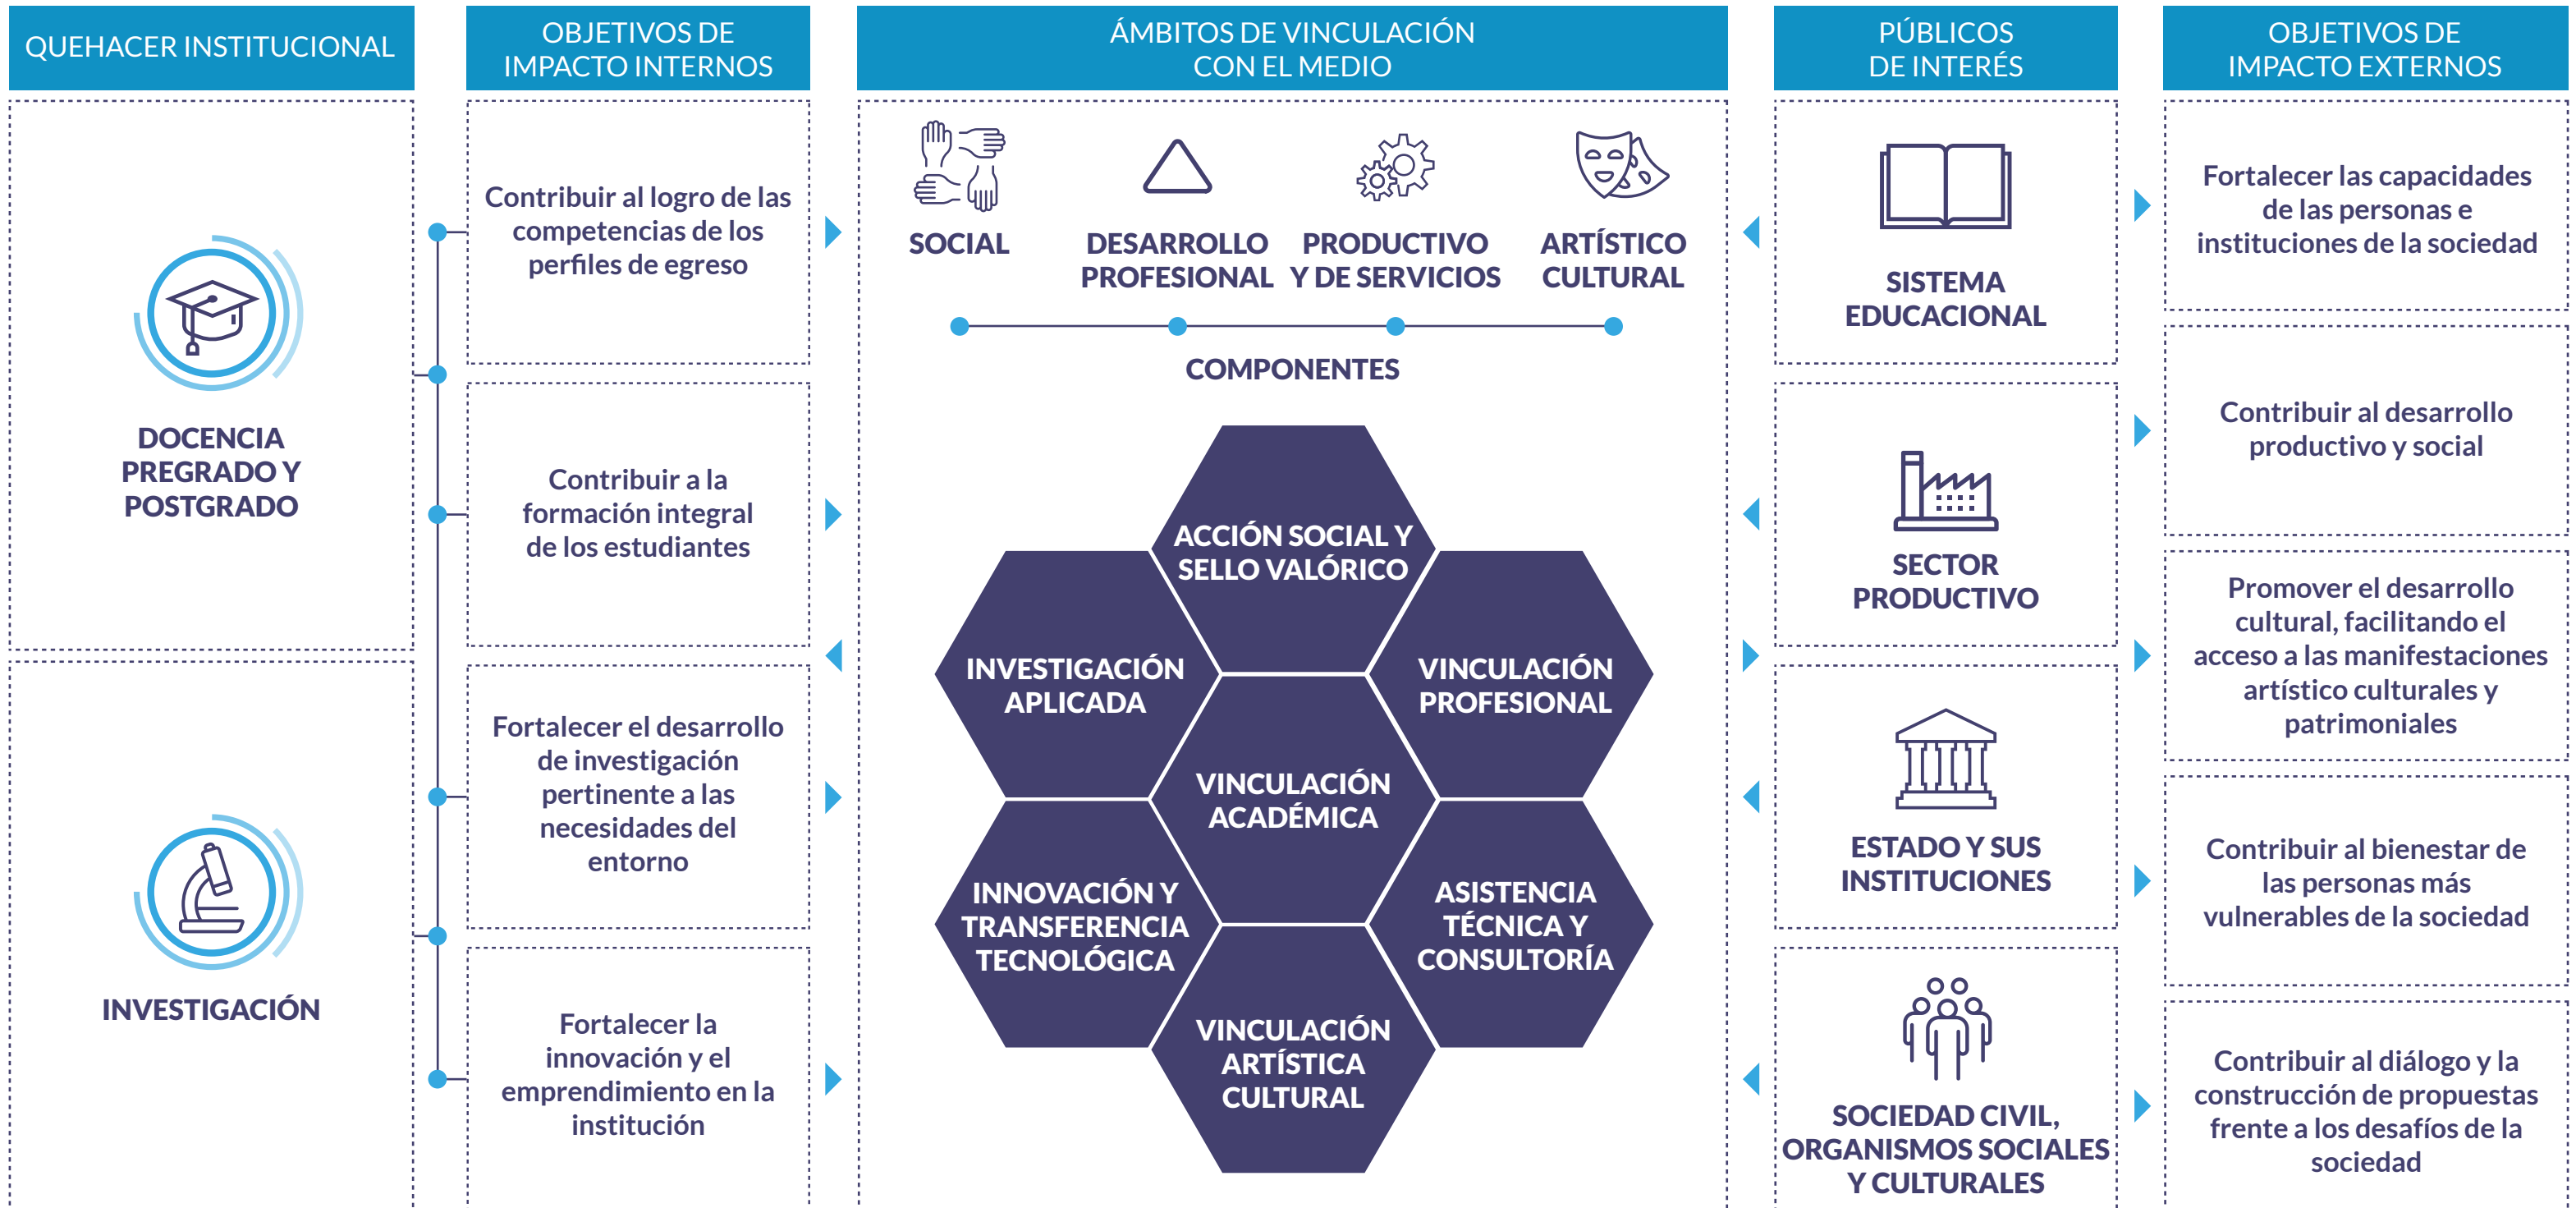 QUEHACER INSTITUCIONAL
DOCENCIA
PREGRADO Y
POSTGRADO
INVESTIGACIÓN
OBJETIVOS DE
IMPACTO INTERNOS
Contribuir al logro de las
competencias de los
perfiles de egreso
Contribuir a la
formación integral
de los estudiantes
Fortalecer el desarrollo
de investigación
pertinente a las
necesidades del
entorno
Fortalecer la
innovación y el
emprendimiento en la
institución
ÁMBITOS DE VINCULACIÓN
CON EL MEDIO
SOCIAL
DESARROLLO
PROFESIONAL
PRODUCTIVO
Y DE SERVICIOS
ARTÍSTICO
CULTURAL
COMPONENTES
ACCIÓN SOCIAL Y
SELLO VALÓRICO
INVESTIGACIÓN
APLICADA
VINCULACIÓN
PROFESIONAL
VINCULACIÓN
ACADÉMICA
INNOVACIÓN Y
TRANSFERENCIA
TECNOLÓGICA
ASISTENCIA
TÉCNICA Y
CONSULTORÍA
VINCULACIÓN
ARTÍSTICA
CULTURAL
PÚBLICOS
DE INTERÉS
SISTEMA
EDUCACIONAL
SECTOR
PRODUCTIVO
ESTADO Y SUS
INSTITUCIONES
SOCIEDAD CIVIL,
ORGANISMOS SOCIALES
Y CULTURALES
OBJETIVOS DE
IMPACTO EXTERNOS
Fortalecer las capacidades
de las personas e
instituciones de la sociedad
Contribuir al desarrollo
productivo y social
Promover el desarrollo
cultural, facilitando el
acceso a las manifestaciones
artístico culturales y
patrimoniales
Contribuir al bienestar de
las personas más
vulnerables de la sociedad
Contribuir al diálogo y la
construcción de propuestas
frente a los desafíos de la
sociedad